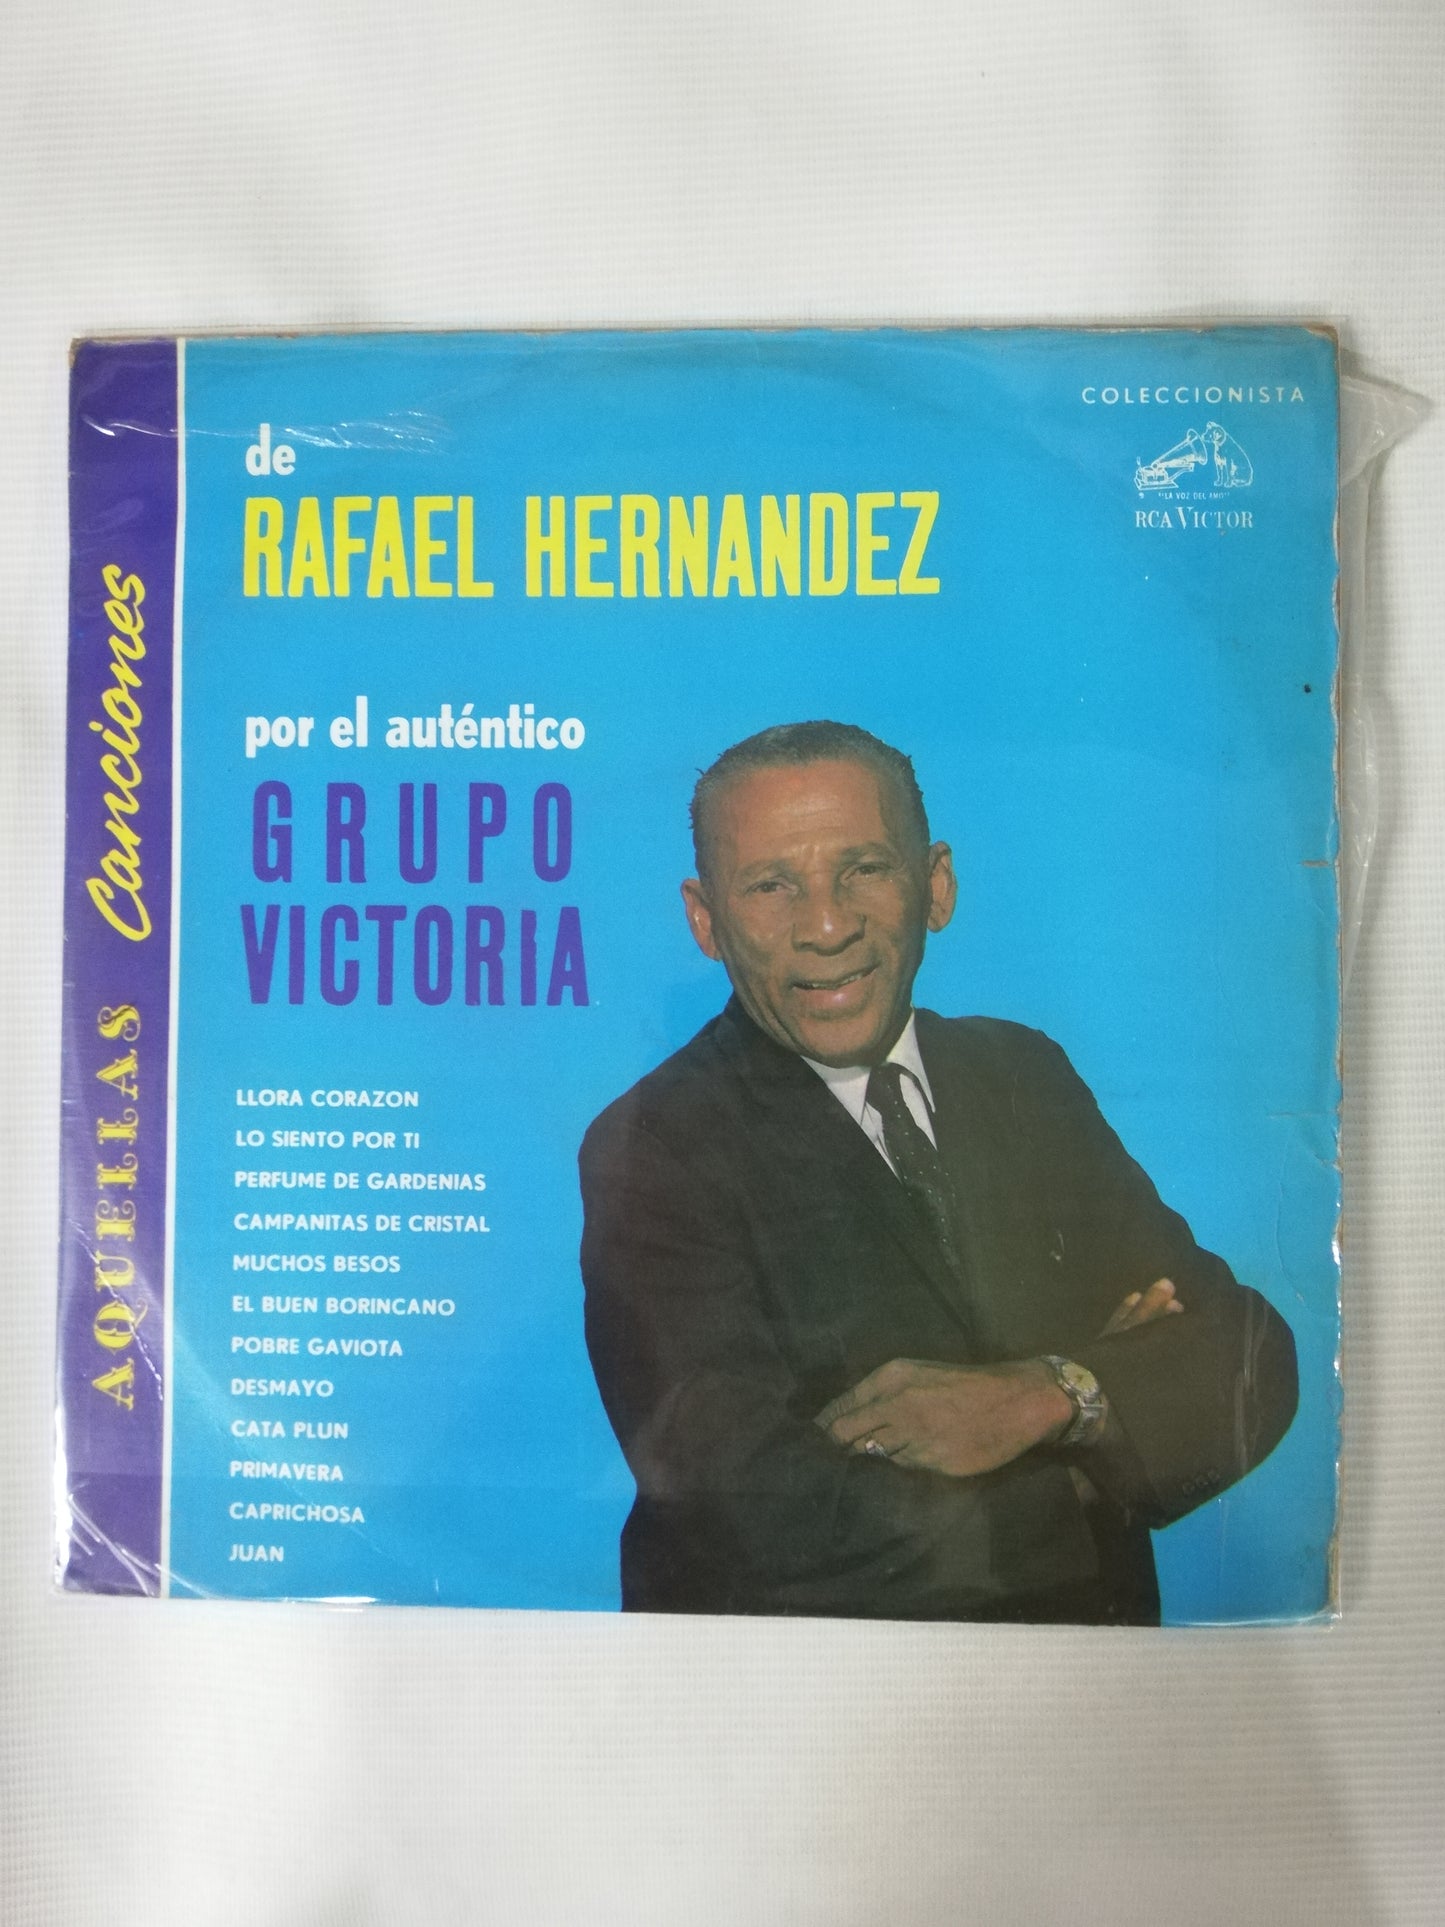 AQUELLAS Canciones
de
RAFAEL HERNANDEZ
por el auténtico
GRUPO
VICTORIA
COLECCIONISTA
"LA VOZ DEL AMO"
RCA VICTOR
LLORA CORAZON
LO SIENTO POR TI
PERFUME DE GARDENIAS
CAMPANITAS DE CRISTAL
MUCHOS BESOS
EL BUEN BORINCANO
POBRE GAVIOTA
DESMAYO
CATA PLUN
PRIMAVERA
CAPRICHOSA
JUAN